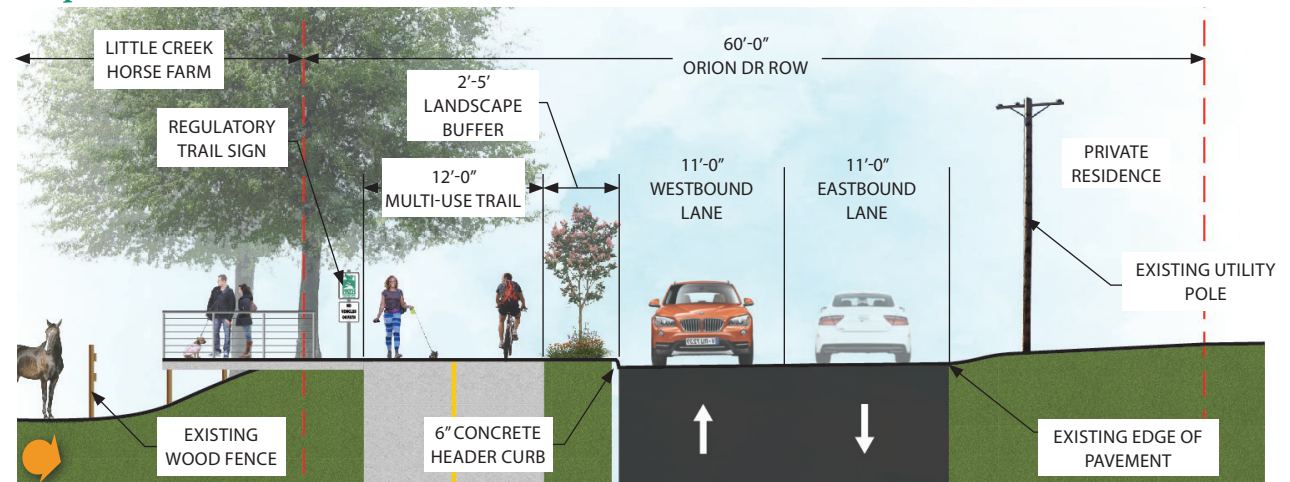 LITTLE CREEK
HORSE FARM
60'-0"
ORION DR ROW
2'-5'
LANDSCAPE
BUFFER
REGULATORY
TRAIL SIGN
12'-0"
MULTI-USE TRAIL
11'-0"
WESTBOUND
LANE
11'-0"
EASTBOUND
LANE
PRIVATE
RESIDENCE
EXISTING UTILITY
POLE
NO
VEHICLES
EXISTING
WOOD FENCE
6" CONCRETE
HEADER CURB
EXISTING EDGE OF
PAVEMENT